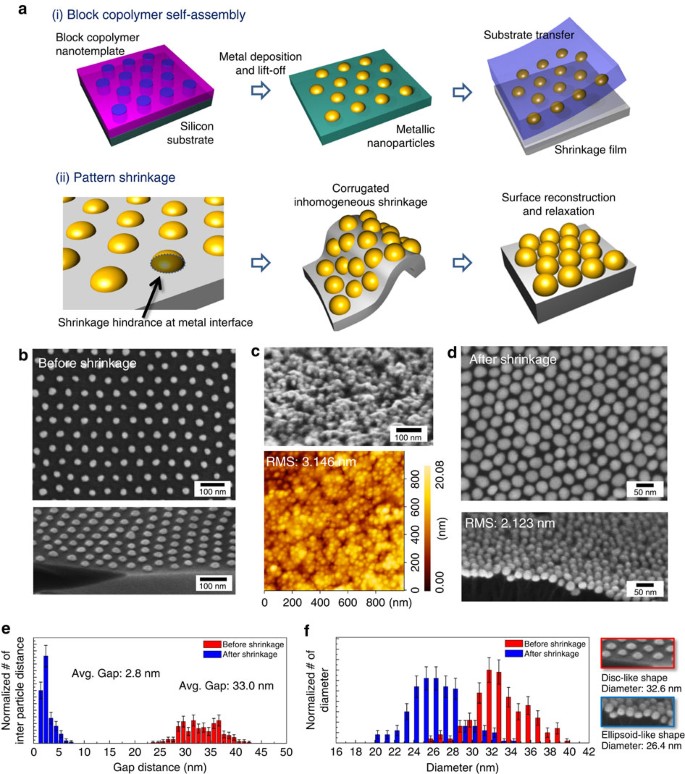 a
(i) Block copolymer self-assembly
Block copolymer
nanotemplate
Silicon
substrate
Metal deposition
and lift-off
Metallic
nanoparticles
Substrate transfer
Shrinkage film
(ii) Pattern shrinkage
Shrinkage hindrance at metal interface
Corrugated
inhomogeneous shrinkage
Surface reconstruction
and relaxation
b
Before shrinkage
100 nm
100 nm
c
100 nm
RMS: 3.146 nm
0 200 400 600 800 (nm)
0 200 400 600 800
20.08
(nm)
0.00
d
After shrinkage
50 nm
RMS: 2.123 nm
50 nm
e
Normalized # of
inter particle distance
Before shrinkage
After shrinkage
Avg. Gap: 2.8 nm
Avg. Gap: 33.0 nm
0 5 10 15 20 25 30 35 40 45 50
Gap distance (nm)
f
Normalized # of
diameter
Before shrinkage
After shrinkage
16 18 20 22 24 26 28 30 32 34 36 38 40 42
Diameter (nm)
Disc-like shape
Diameter: 32.6 nm
Ellipsoid-like shape
Diameter: 26.4 nm